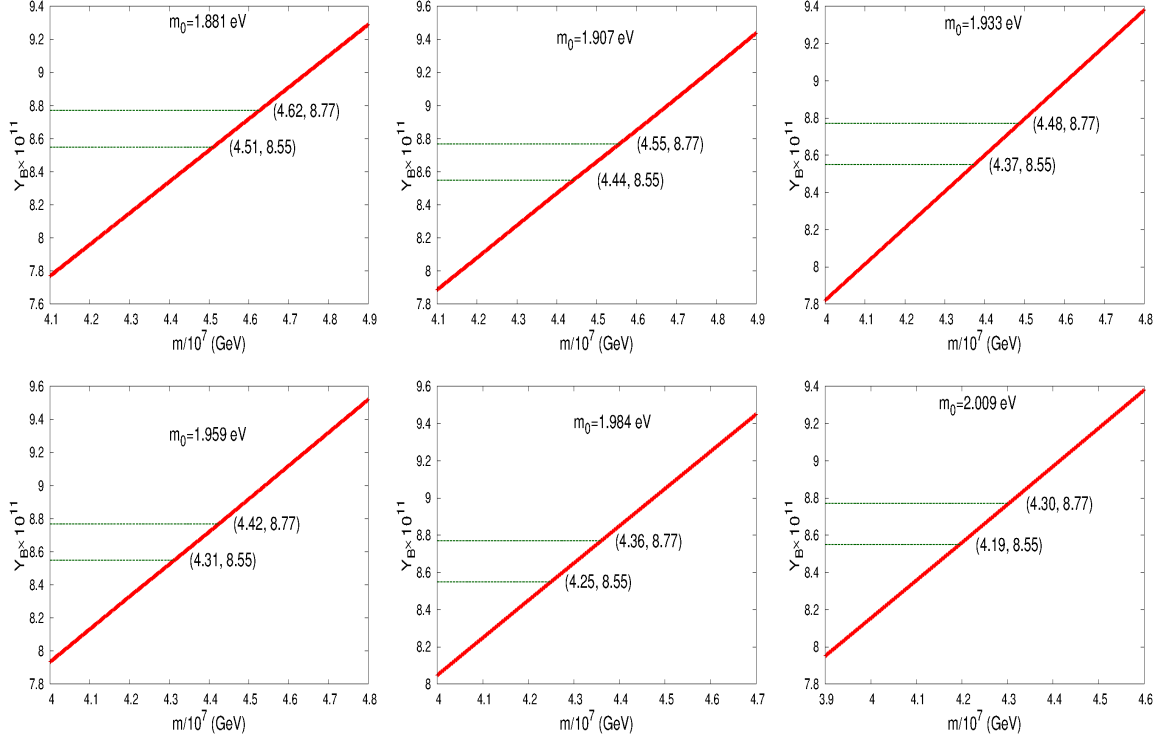 m0=1.881 eV
9.4
9.2
9
8.8
8.6
8.4
8.2
8
7.8
7.6
(4.62, 8.77)
(4.51, 8.55)
YB× 10^11
4.1 4.2 4.3 4.4 4.5 4.6 4.7 4.8 4.9
m/10^7 (GeV)
m0=1.907 eV
9.6
9.4
9.2
9
8.8
8.6
8.4
8.2
8
7.8
(4.55, 8.77)
(4.44, 8.55)
YB× 10^11
4.1 4.2 4.3 4.4 4.5 4.6 4.7 4.8 4.9
m/10^7 (GeV)
m0=1.933 eV
9.4
9.2
9
8.8
8.6
8.4
8.2
8
7.8
(4.48, 8.77)
(4.37, 8.55)
YB× 10^11
4 4.1 4.2 4.3 4.4 4.5 4.6 4.7 4.8
m/10^7 (GeV)
m0=1.959 eV
9.6
9.4
9.2
9
8.8
8.6
8.4
8.2
8
7.8
(4.42, 8.77)
(4.31, 8.55)
YB× 10^11
4 4.1 4.2 4.3 4.4 4.5 4.6 4.7 4.8
m/10^7 (GeV)
m0=1.984 eV
9.6
9.4
9.2
9
8.8
8.6
8.4
8.2
8
(4.36, 8.77)
(4.25, 8.55)
YB× 10^11
4 4.1 4.2 4.3 4.4 4.5 4.6 4.7
m/10^7 (GeV)
m0=2.009 eV
9.4
9.2
9
8.8
8.6
8.4
8.2
8
7.8
(4.30, 8.77)
(4.19, 8.55)
YB× 10^11
3.9 4 4.1 4.2 4.3 4.4 4.5 4.6
m/10^7 (GeV)